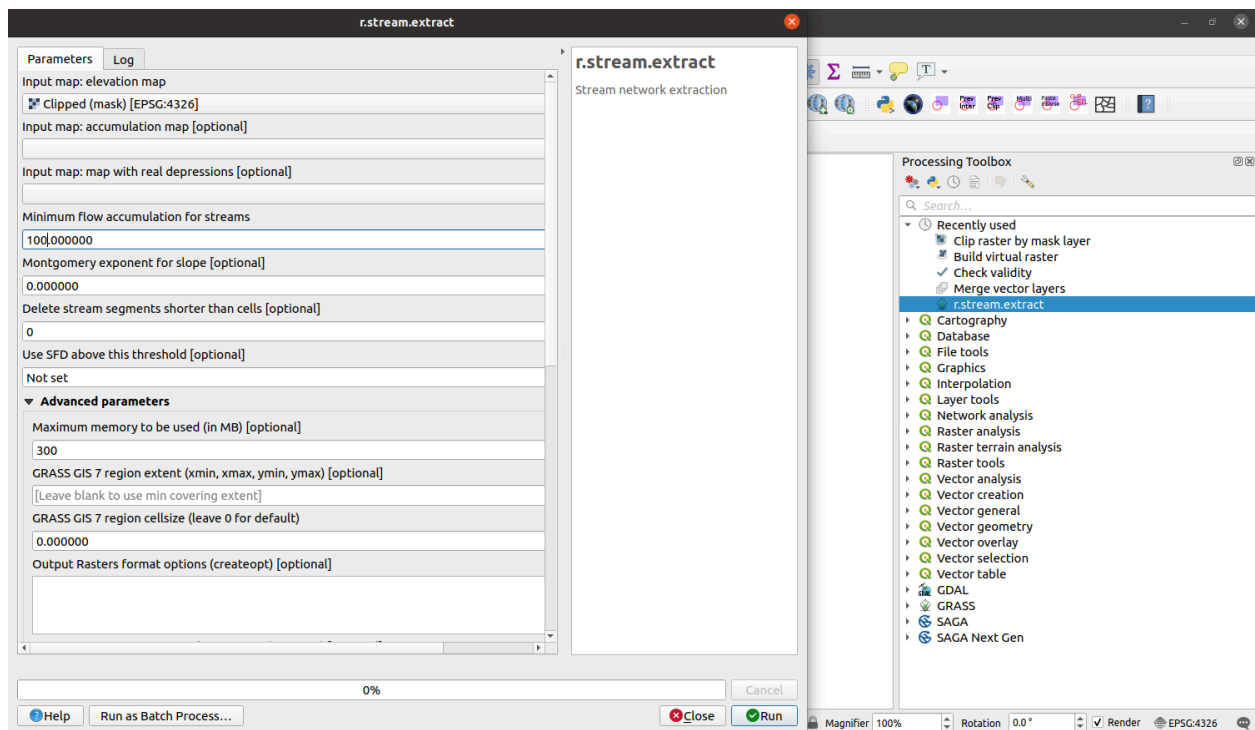 r.stream.extract
Parameters
Log
Input map: elevation map
Clipped (mask) [EPSG:4326]
Input map: accumulation map [optional]
Input map: map with real depressions [optional]
Minimum flow accumulation for streams
100.000000
Montgomery exponent for slope [optional]
0.000000
Delete stream segments shorter than cells [optional]
0
Use SFD above this threshold [optional]
Not set
Advanced parameters
Maximum memory to be used (in MB) [optional]
300
GRASS GIS 7 region extent (xmin, xmax, ymin, ymax) [optional]
[Leave blank to use min covering extent]
GRASS GIS 7 region cellsize (leave 0 for default)
0.000000
Output Rasters format options (createopt) [optional]
r.stream.extract
Stream network extraction
0%
Cancel
Help
Run as Batch Process...
Close
Run
Processing Toolbox
Search...
Recently used
Clip raster by mask layer
Build virtual raster
Check validity
Merge vector layers
r.stream.extract
Cartography
Database
File tools
Graphics
Interpolation
Layer tools
Network analysis
Raster analysis
Raster terrain analysis
Raster tools
Vector analysis
Vector creation
Vector general
Vector geometry
Vector overlay
Vector selection
Vector table
GDAL
GRASS
SAGA
SAGA Next Gen
Magnifier 100%
Rotation 0.0 °
Render
EPSG:4326